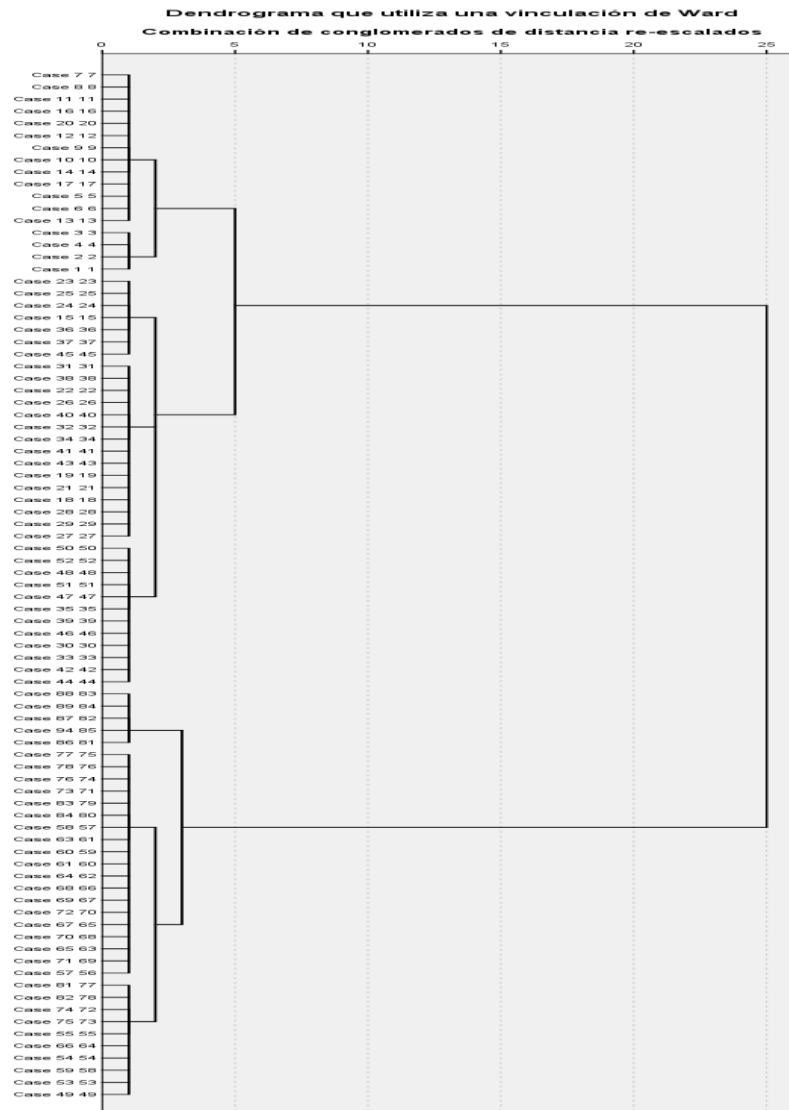 Dendrograma que utiliza una vinculación de Ward
Combinación de conglomerados de distancia re-escalados
0 5 10 15 20 25
Case 7 7
Case 8 8
Case 11 11
Case 16 16
Case 20 20
Case 12 12
Case 9 9
Case 10 10
Case 14 14
Case 17 17
Case 5 5
Case 6 6
Case 13 13
Case 3 3
Case 4 4
Case 2 2
Case 1 1
Case 23 23
Case 25 25
Case 24 24
Case 15 15
Case 36 36
Case 37 37
Case 45 45
Case 31 31
Case 38 38
Case 22 22
Case 26 26
Case 40 40
Case 32 32
Case 34 34
Case 41 41
Case 43 43
Case 19 19
Case 21 21
Case 18 18
Case 28 28
Case 29 29
Case 27 27
Case 50 50
Case 52 52
Case 48 48
Case 51 51
Case 47 47
Case 35 35
Case 39 39
Case 46 46
Case 30 30
Case 33 33
Case 42 42
Case 44 44
Case 88 83
Case 89 84
Case 87 82
Case 94 85
Case 86 81
Case 77 75
Case 78 76
Case 76 74
Case 73 71
Case 83 79
Case 84 80
Case 58 57
Case 63 61
Case 60 59
Case 61 60
Case 64 62
Case 68 66
Case 69 67
Case 72 70
Case 67 65
Case 70 68
Case 65 63
Case 71 69
Case 57 56
Case 81 77
Case 82 78
Case 74 72
Case 75 73
Case 55 55
Case 66 64
Case 54 54
Case 59 58
Case 53 53
Case 49 49